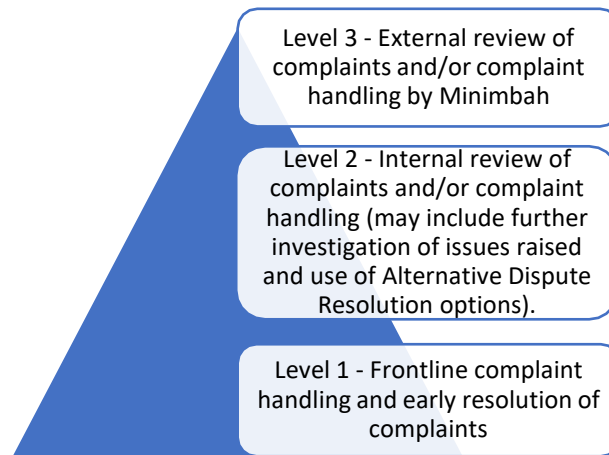 Level 3 - External review of
complaints and/or complaint
handling by Minimbah
Level 2 - Internal review of
complaints and/or complaint
handling (may include further
investigation of issues raised
and use of Alternative Dispute
Resolution options).
Level 1 - Frontline complaint
handling and early resolution of
complaints